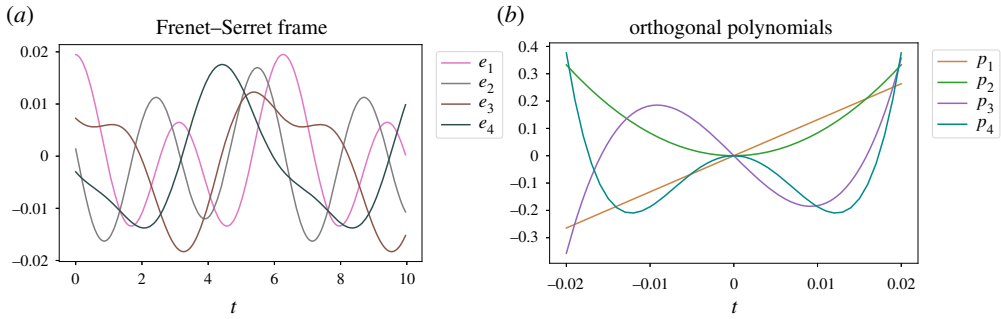 (a)
Frenet–Serret frame
0.02
0.01
0
–0.01
–0.02
0
2
4
6
8
10
t
e1
e2
e3
e4
(b)
orthogonal polynomials
0.4
0.3
0.2
0.1
0
–0.1
–0.2
–0.3
–0.02
–0.01
0
0.01
0.02
t
p1
p2
p3
p4